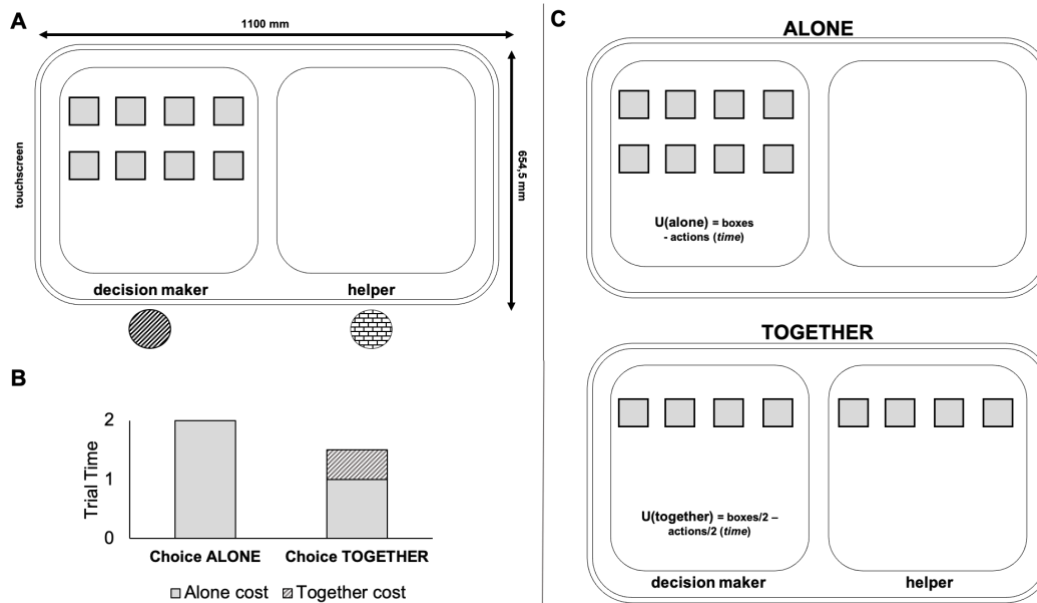 A
1100 mm
touchscreen
654,5 mm
decision maker
helper
B
2
1
0
Trial Time
Choice ALONE
Choice TOGETHER
Alone cost
Together cost
C
ALONE
U(alone) = boxes
- actions (time)
TOGETHER
U(together) = boxes/2 –
actions/2 (time)
decision maker
helper